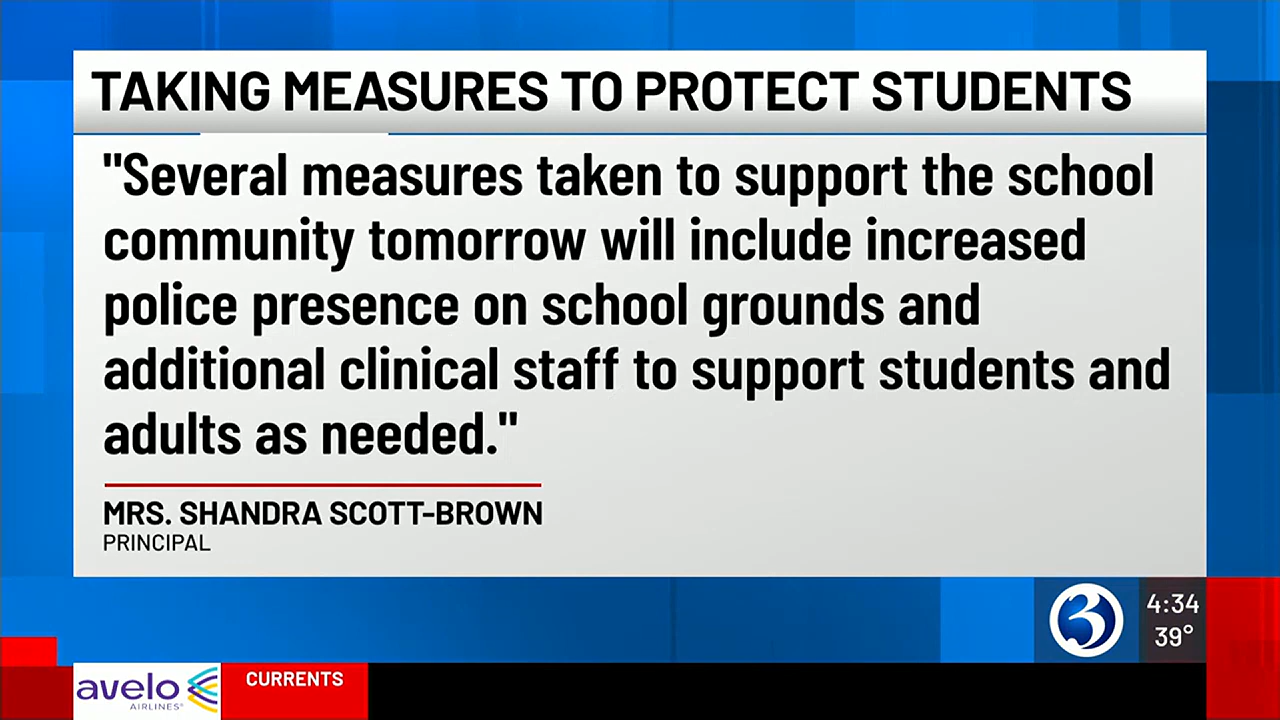 TAKING MEASURES TO PROTECT STUDENTS
"Several measures taken to support the school
community tomorrow will include increased
police presence on school grounds and
additional clinical staff to support students and
adults as needed."
MRS. SHANDRA SCOTT-BROWN
PRINCIPAL
3
4:34
39°
avelo
AIRLINES®
CURRENTS